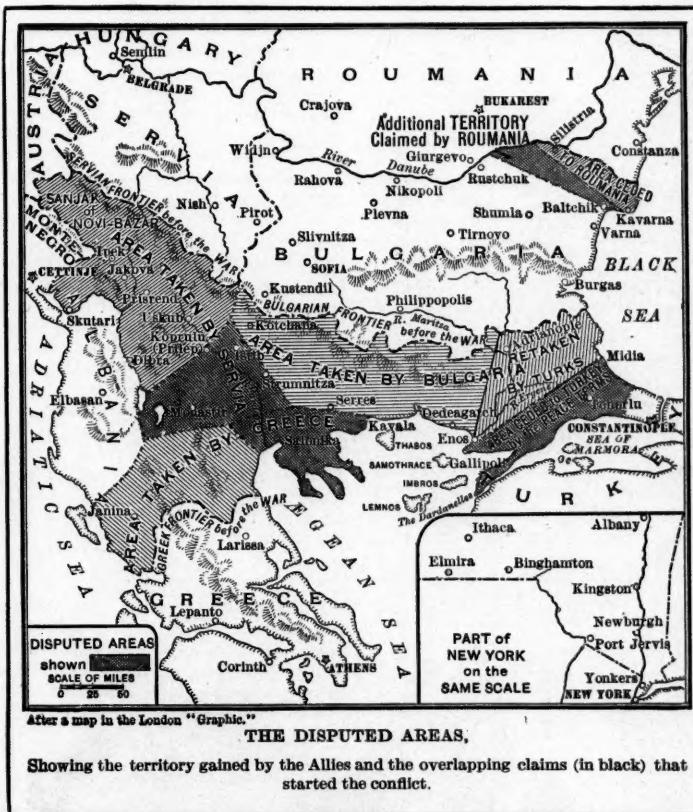 AUSTRIA HUNGARY
Semlin
BELGRADE
SERVIA
ROUMANIA
Crajova
BUKAREST
Additional TERRITORY
Claimed by ROUMANIA
Silistria
Constanza
Widin
River Danube
Giurgevo
Rustchuk
AREA CEDED
TO ROUMANIA
Rahova
Nikopoli
SERVIAN FRONTIER before the WAR
SANJAK
of
NOVI-BAZAR
Nish
Pirot
Plevna
Shumla
Baltchik
Kavarna
Varna
MONTE
NEGRO
CETTINJE
Ipek
Jakova
AREA TAKEN BY SERVIA
Slivnitza
Tirnovo
BULGARIA
SOFIA
BLACK
SEA
Burgas
Kustendil
Prisrend
Uskub
BULGARIAN FRONTIER
before the WAR
Philippopolis
R. Maritza
Skutari
Kotchana
Koprulu
(Prilep)
Dibra
Istib
AREA TAKEN BY BULGARIA
Adrianople
RETAKEN
BY TURKS
Midia
ADRIATIC SEA
ALBANIA
Elbasan
Strumnitza
Monastir
Serres
Dedeagatch
AREA CEDED BY TURKEY
CONSTANTINOPLE
SEA OF
MARMORA
AREA TAKEN BY GREECE
Salonika
Kavala
THASOS
Enos
SAMOTHRACE
Gallipoli
IMBROS
LEMNOS
The Dardanelles
TURKEY
Janina
GREEK FRONTIER before the WAR
Larissa
ÆGEAN SEA
GREECE
Lepanto
Corinth
ATHENS
DISPUTED AREAS
shown
SCALE OF MILES
0 25 50
Ithaca
Albany
Elmira
Binghamton
Kingston
Newburgh
Port Jervis
PART of
NEW YORK
on the
SAME SCALE
Yonkers
NEW YORK
After a map in the London "Graphic."
THE DISPUTED AREAS,
Showing the territory gained by the Allies and the overlapping claims (in black) that
started the conflict.